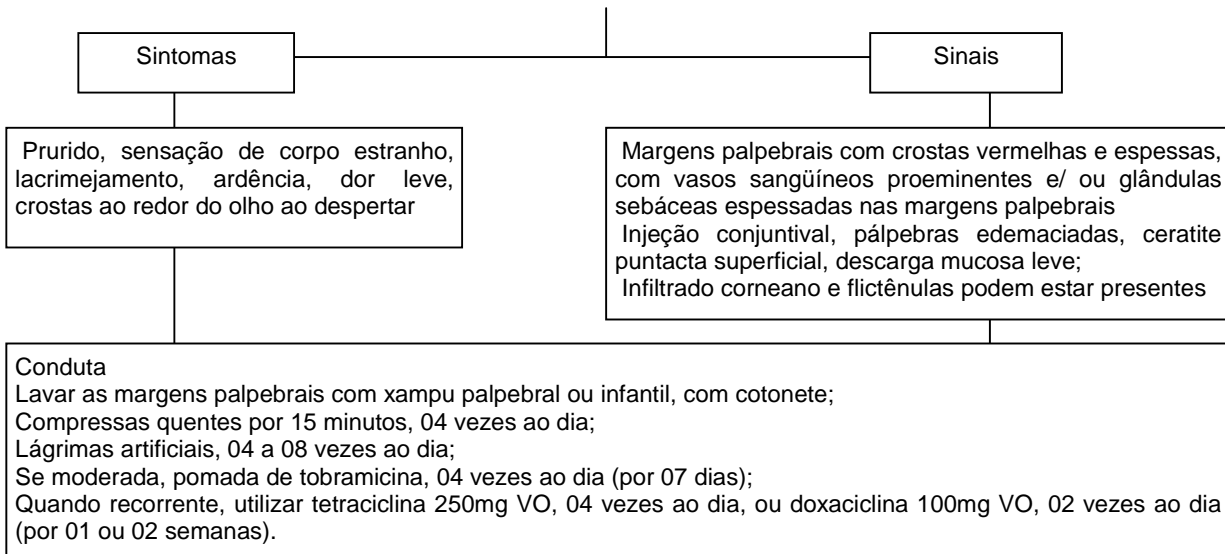 Sintomas
Sinais
Prurido, sensação de corpo estranho,
lacrimejamento, ardência, dor leve,
crostas ao redor do olho ao despertar
Margens palpebrais com crostas vermelhas e espessas,
com vasos sangüíneos proeminentes e/ ou glândulas
sebáceas espessadas nas margens palpebrais
Injeção conjuntival, pálpebras edemaciadas, ceratite
puntacta superficial, descarga mucosa leve;
Infiltrado corneano e flictênulas podem estar presentes
Conduta
Lavar as margens palpebrais com xampu palpebral ou infantil, com cotonete;
Compressas quentes por 15 minutos, 04 vezes ao dia;
Lágrimas artificiais, 04 a 08 vezes ao dia;
Se moderada, pomada de tobramicina, 04 vezes ao dia (por 07 dias);
Quando recorrente, utilizar tetraciclina 250mg VO, 04 vezes ao dia, ou doxaciclina 100mg VO, 02 vezes ao dia
(por 01 ou 02 semanas).